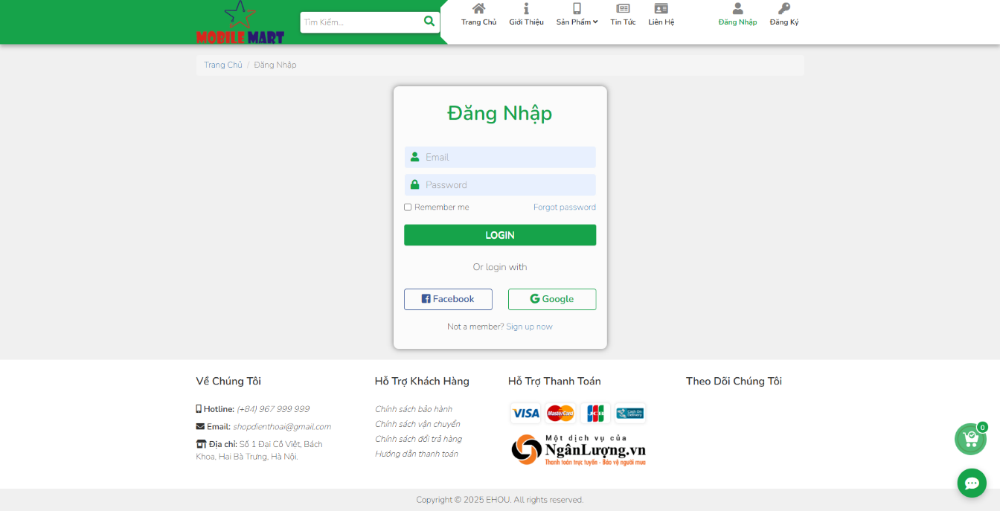 MOBILE MART
Tìm Kiếm...
Trang Chủ
Giới Thiệu
Sản Phẩm
Tin Tức
Liên Hệ
Đăng Nhập
Đăng Ký
Trang Chủ / Đăng Nhập
Đăng Nhập
Email
Password
Remember me
Forgot password
LOGIN
Or login with
Facebook
Google
Not a member? Sign up now
Về Chúng Tôi
Hotline: (+84) 967 999 999
Email: shopdienthoai@gmail.com
Địa chỉ: Số 1 Đại Cồ Việt, Bách
Khoa, Hai Bà Trưng, Hà Nội.
Hỗ Trợ Khách Hàng
Chính sách bảo hành
Chính sách vận chuyển
Chính sách đổi trả hàng
Hướng dẫn thanh toán
Hỗ Trợ Thanh Toán
VISA
MasterCard
JCB
Cash On
Delivery
Một dịch vụ của
NgânLượng.vn
Thanh toán trực tuyến - Bảo vệ người mua
Theo Dõi Chúng Tôi
0
Copyright © 2025 EHOU. All rights reserved.